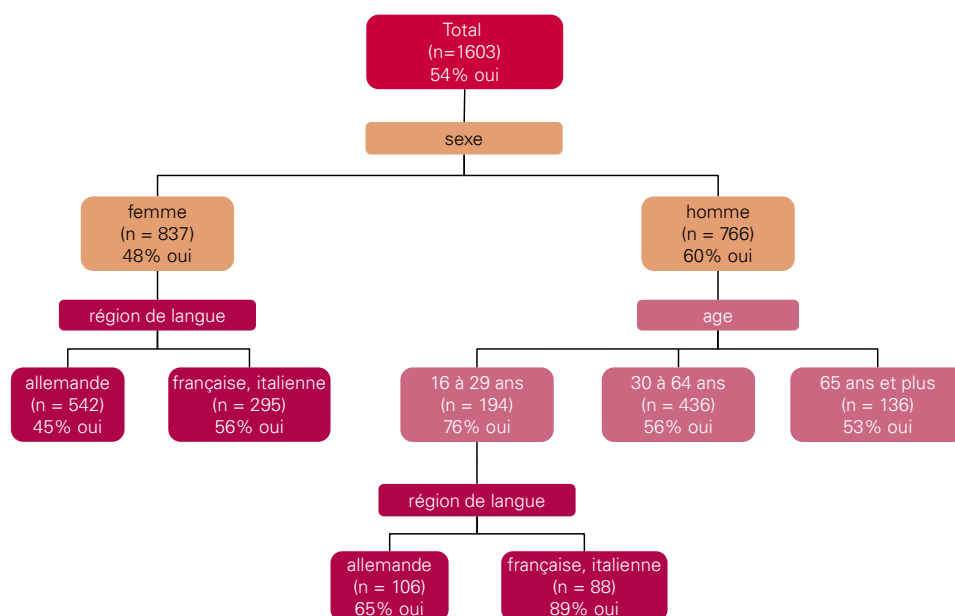 Total
(n=1603)
54% oui
sexe
femme
(n = 837)
48% oui
homme
(n = 766)
60% oui
région de langue
age
allemande
(n = 542)
45% oui
française, italienne
(n = 295)
56% oui
16 à 29 ans
(n = 194)
76% oui
30 à 64 ans
(n = 436)
56% oui
65 ans et plus
(n = 136)
53% oui
région de langue
allemande
(n = 106)
65% oui
française, italienne
(n = 88)
89% oui